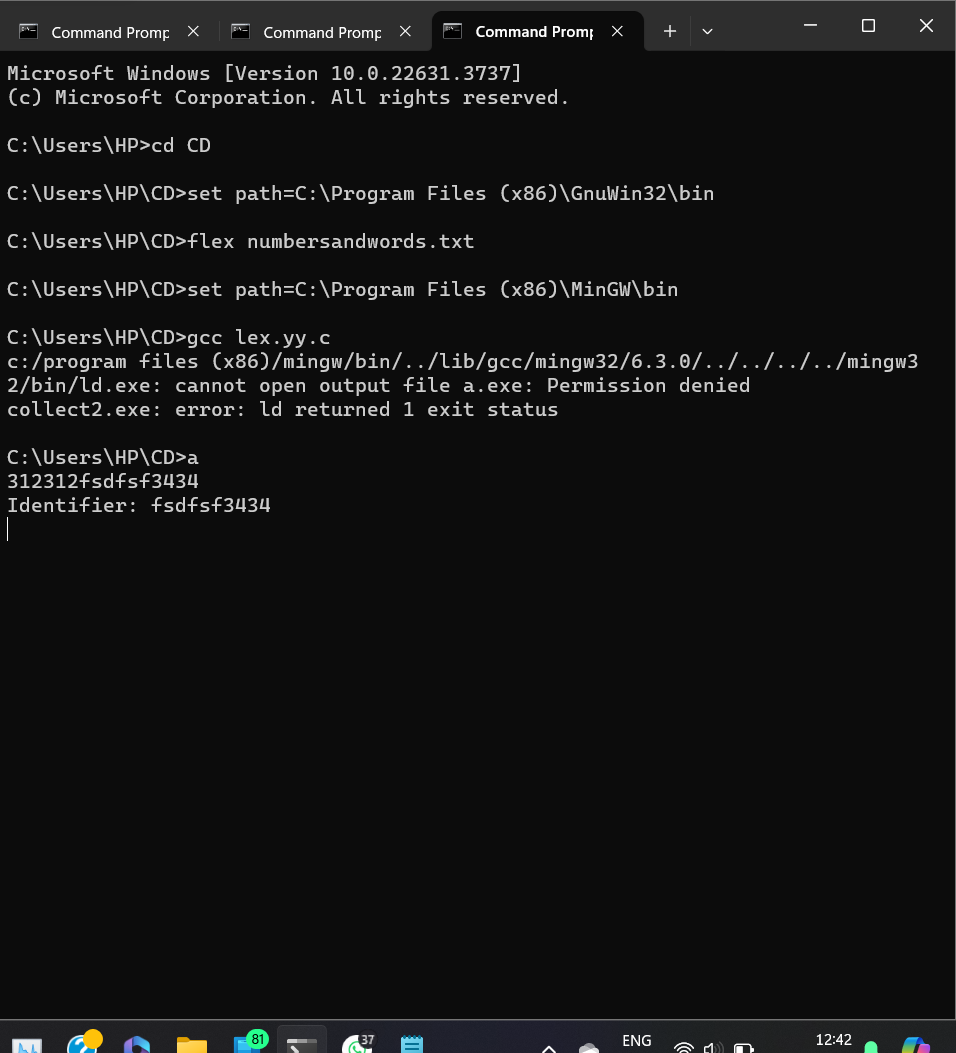 Command Promp
Command Promp
Command Promp
Microsoft Windows [Version 10.0.22631.3737]
(c) Microsoft Corporation. All rights reserved.
C:\Users\HP>cd CD
C:\Users\HP\CD>set path=C:\Program Files (x86)\GnuWin32\bin
C:\Users\HP\CD>flex numbersandwords.txt
C:\Users\HP\CD>set path=C:\Program Files (x86)\MinGW\bin
C:\Users\HP\CD>gcc lex.yy.c
c:/program files (x86)/mingw/bin/../lib/gcc/mingw32/6.3.0/../../../../mingw3
2/bin/ld.exe: cannot open output file a.exe: Permission denied
collect2.exe: error: ld returned 1 exit status
C:\Users\HP\CD>a
312312fsdfsf3434
Identifier: fsdfsf3434
81
37
ENG
12:42